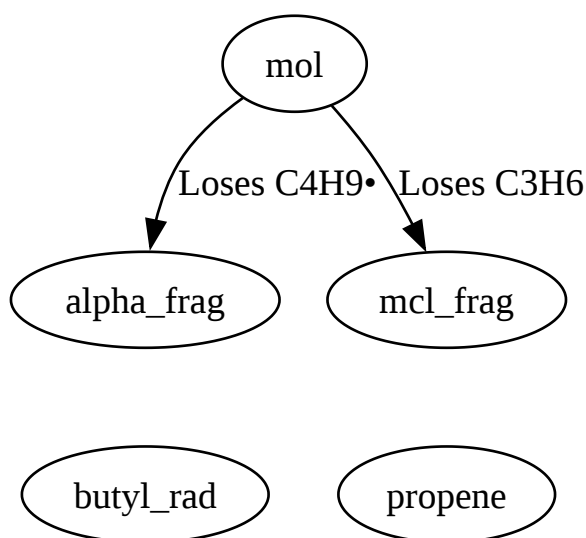 mol
Loses C4H9•
Loses C3H6
alpha_frag
mcl_frag
butyl_rad
propene